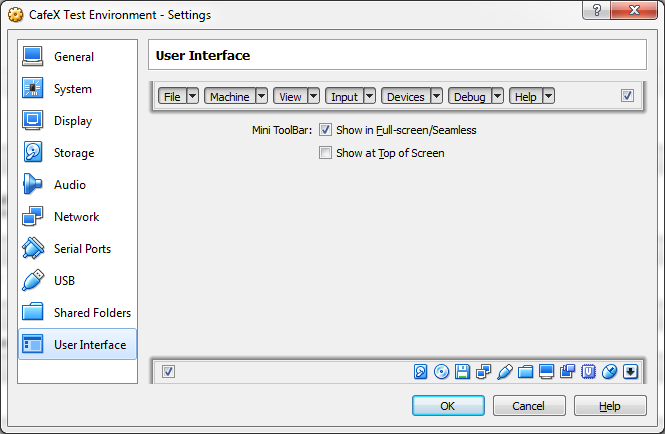 CafeX Test Environment - Settings
General
System
Display
Storage
Audio
Network
Serial Ports
USB
Shared Folders
User Interface
User Interface
File Machine View Input Devices Debug Help
Mini ToolBar: Show in Full-screen/Seamless
Show at Top of Screen
OK Cancel Help